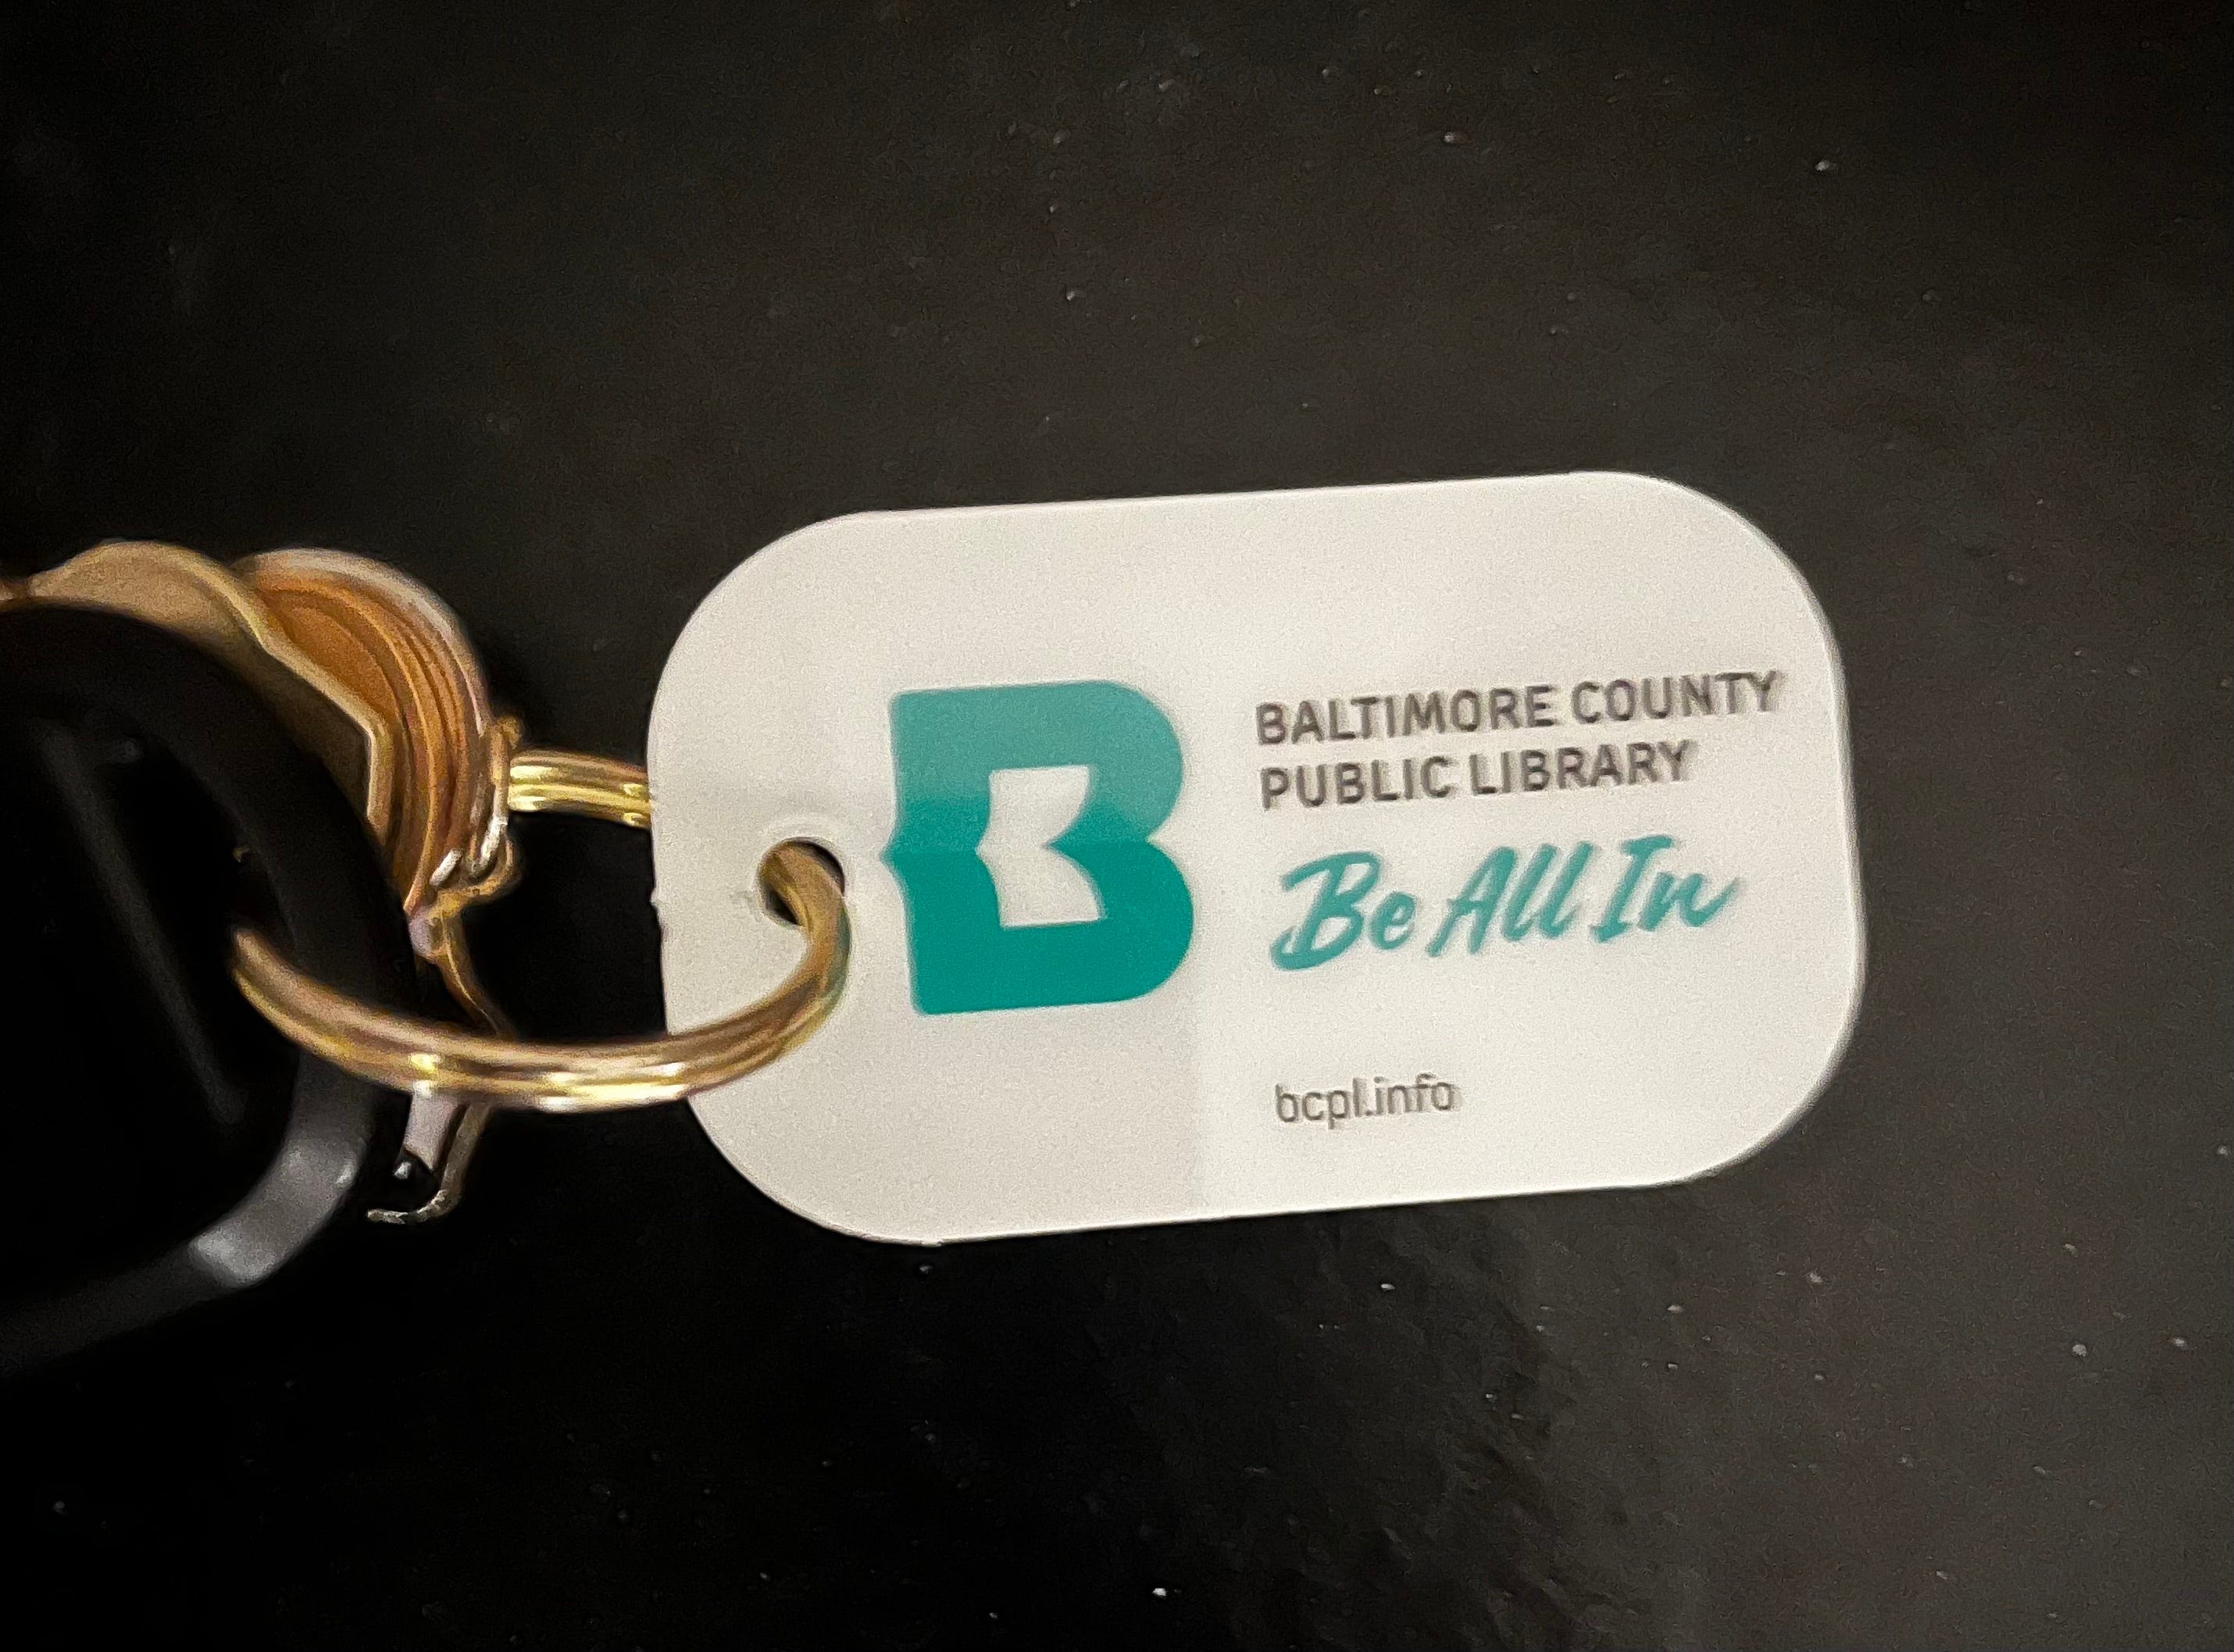 B
BALTIMORE COUNTY
PUBLIC LIBRARY
Be All In
bcpl.info